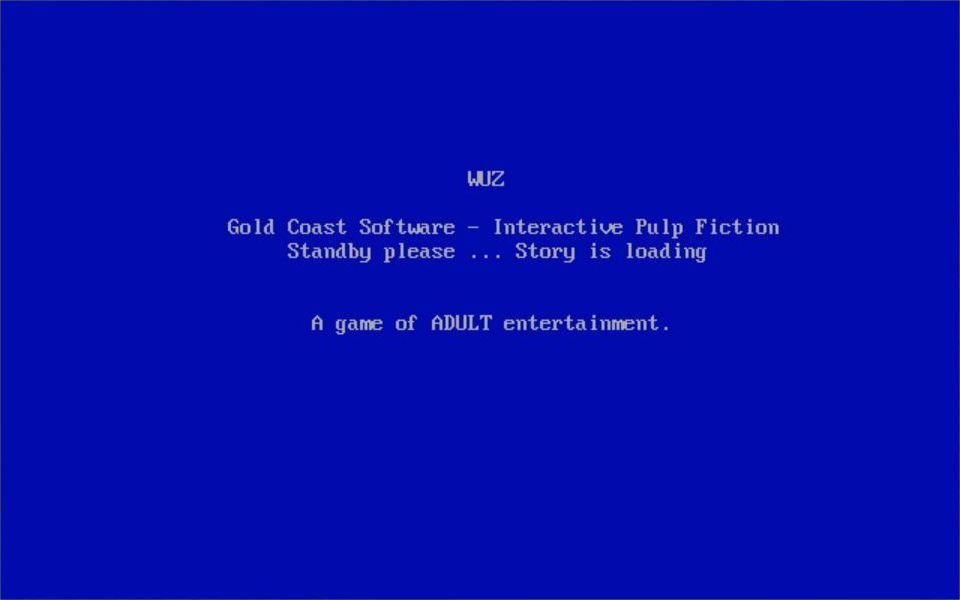 WUZ
Gold Coast Software - Interactive Pulp Fiction
Standby please ... Story is loading
A game of ADULT entertainment.